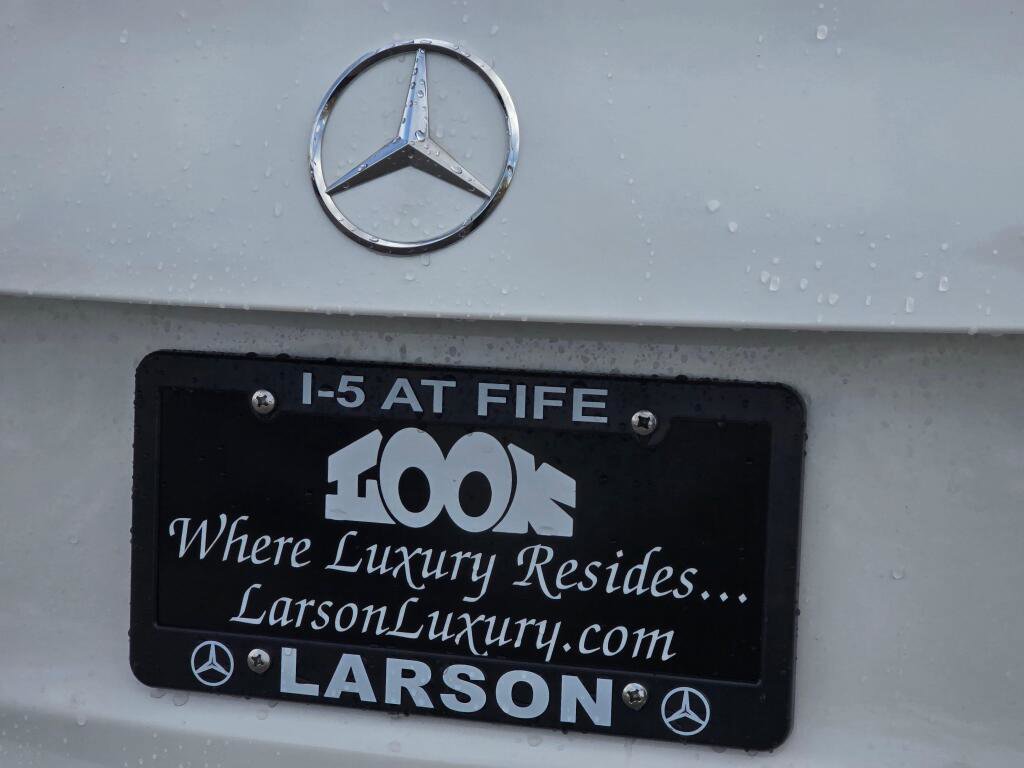 I-5 AT FIFE
LOOK
Where Luxury Resides...
LarsonLuxury.com
LARSON